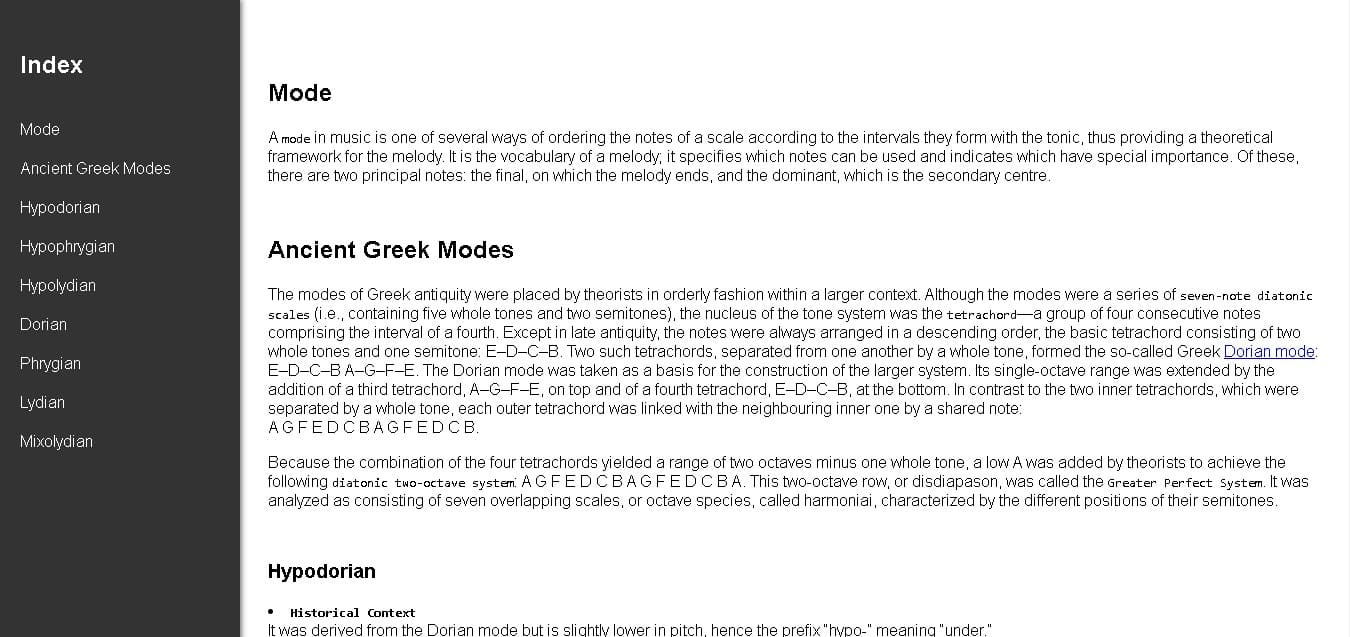 Index
Mode
Ancient Greek Modes
Hypodorian
Hypophrygian
Hypolydian
Dorian
Phrygian
Lydian
Mixolydian
Mode
A mode in music is one of several ways of ordering the notes of a scale according to the intervals they form with the tonic, thus providing a theoretical
framework for the melody. It is the vocabulary of a melody; it specifies which notes can be used and indicates which have special importance. Of these,
there are two principal notes: the final, on which the melody ends, and the dominant, which is the secondary centre.
Ancient Greek Modes
The modes of Greek antiquity were placed by theorists in orderly fashion within a larger context. Although the modes were a series of seven-note diatonic
scales (i.e., containing five whole tones and two semitones), the nucleus of the tone system was the tetrachord—a group of four consecutive notes
comprising the interval of a fourth. Except in late antiquity, the notes were always arranged in a descending order, the basic tetrachord consisting of two
whole tones and one semitone: E–D–C–B. Two such tetrachords, separated from one another by a whole tone, formed the so-called Greek Dorian mode:
E–D–C–B A–G–F–E. The Dorian mode was taken as a basis for the construction of the larger system. Its single-octave range was extended by the
addition of a third tetrachord, A–G–F–E, on top and of a fourth tetrachord, E–D–C–B, at the bottom. In contrast to the two inner tetrachords, which were
separated by a whole tone, each outer tetrachord was linked with the neighbouring inner one by a shared note:
A G F E D C B A G F E D C B.
Because the combination of the four tetrachords yielded a range of two octaves minus one whole tone, a low A was added by theorists to achieve the
following diatonic two-octave system: A G F E D C B A G F E D C B A. This two-octave row, or disdiapason, was called the Greater Perfect System. It was
analyzed as consisting of seven overlapping scales, or octave species, called harmoniai, characterized by the different positions of their semitones.
Hypodorian
• Historical Context
It was derived from the Dorian mode but is slightly lower in pitch, hence the prefix “hypo-” meaning “under.”